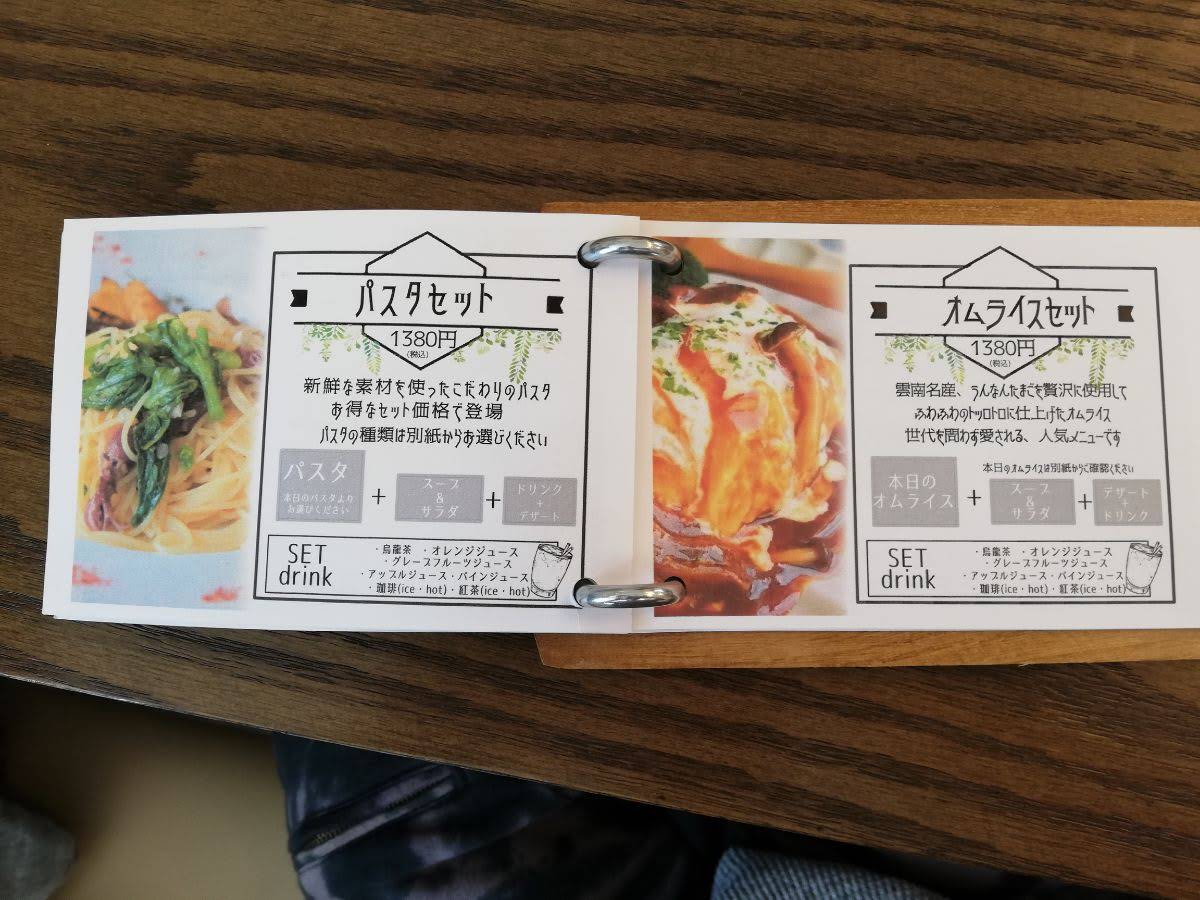 パスタセット
1380円
(税込)
新鮮な素材を使ったこだわりのパスタ
お得なセット価格で登場
パスタの種類は別紙からお選びください
パスタ
本日のパスタより
お選びください
+
スープ
&
サラダ
+
ドリンク
+
デザート
SET
drink
・烏龍茶 ・オレンジジュース
・グレープフルーツジュース
・アップルジュース・パインジュース
・珈琲(ice・hot)・紅茶(ice・hot)
オムライスセット
1380円
(税込)
雲南名産、うんなんたまごを贅沢に使用して
ふわふわのトッロトロに仕上げたオムライス
世代を問わず愛される、人気メニューです
本日のオムライスは別紙からご確認ください
本日の
オムライス
+
スープ
&
サラダ
+
デザート
+
ドリンク
SET
drink
・烏龍茶 ・オレンジジュース
・グレープフルーツジュース
・アップルジュース・パインジュース
・珈琲(ice・hot)・紅茶(ice・hot)